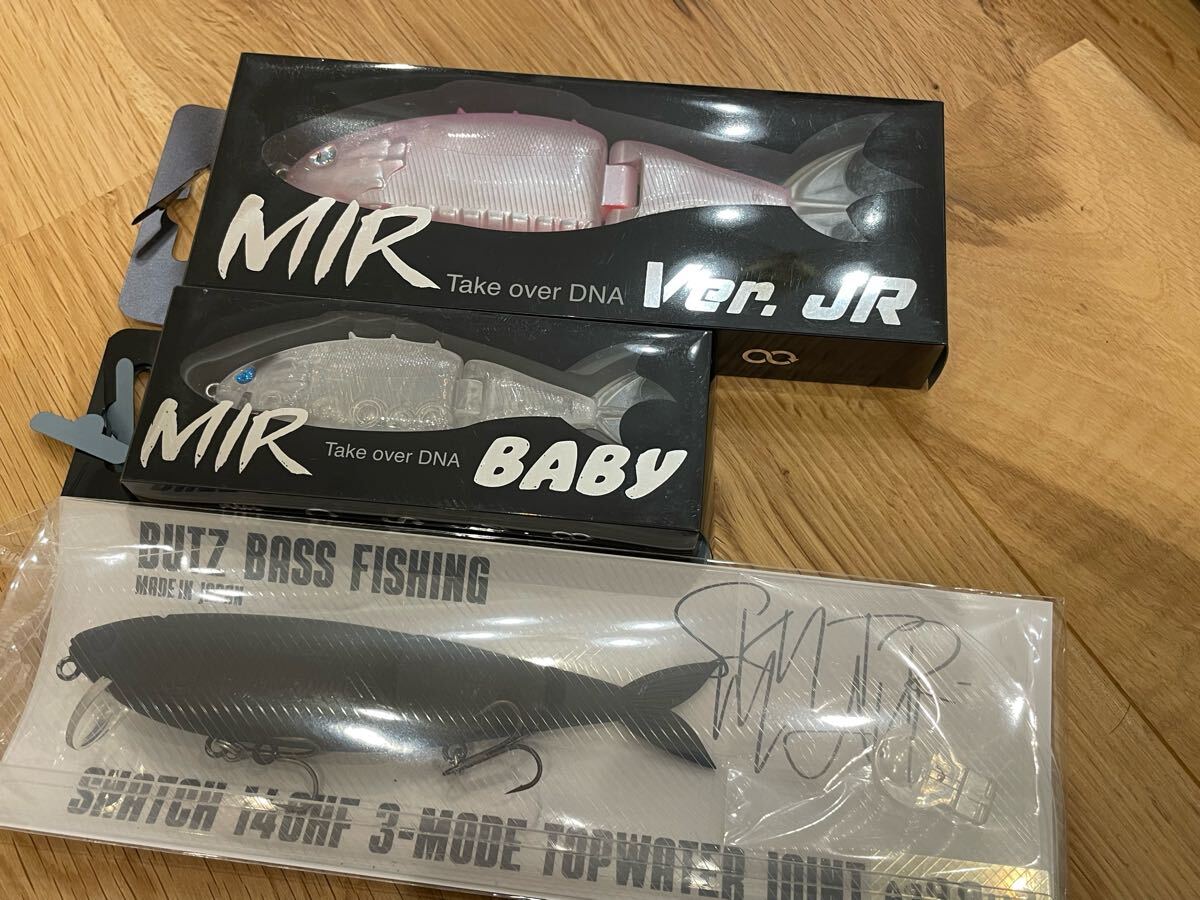 MIR Take over DNA Ver. JR
MIR Take over DNA BABY
BUTZ BASS FISHING
MADE IN JAPAN
SNATCH 140HF 3-MODE TOPWATER JOINT